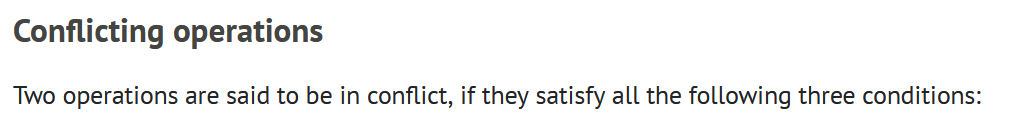 Conflicting operations
Two operations are said to be in conflict, if they satisfy all the following three conditions: